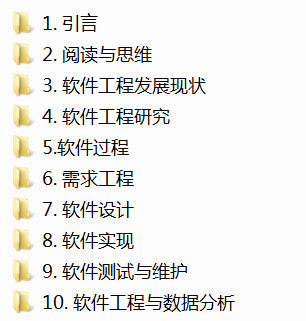 1. 引言
2. 阅读与思维
3. 软件工程发展现状
4. 软件工程研究
5.软件过程
6. 需求工程
7. 软件设计
8. 软件实现
9. 软件测试与维护
10. 软件工程与数据分析